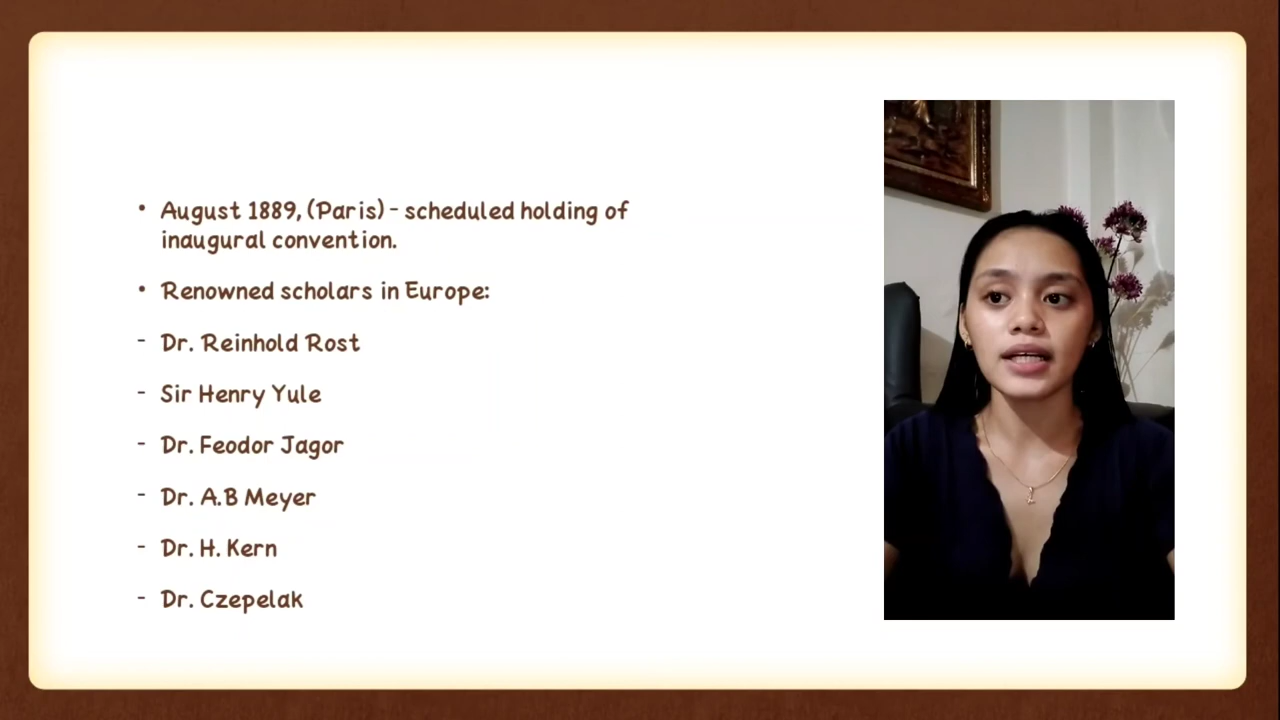 • August 1889, (Paris) - scheduled holding of
inaugural convention.
• Renowned scholars in Europe:
- Dr. Reinhold Rost
- Sir Henry Yule
- Dr. Feodor Jagor
- Dr. A.B Meyer
- Dr. H. Kern
- Dr. Czepelak